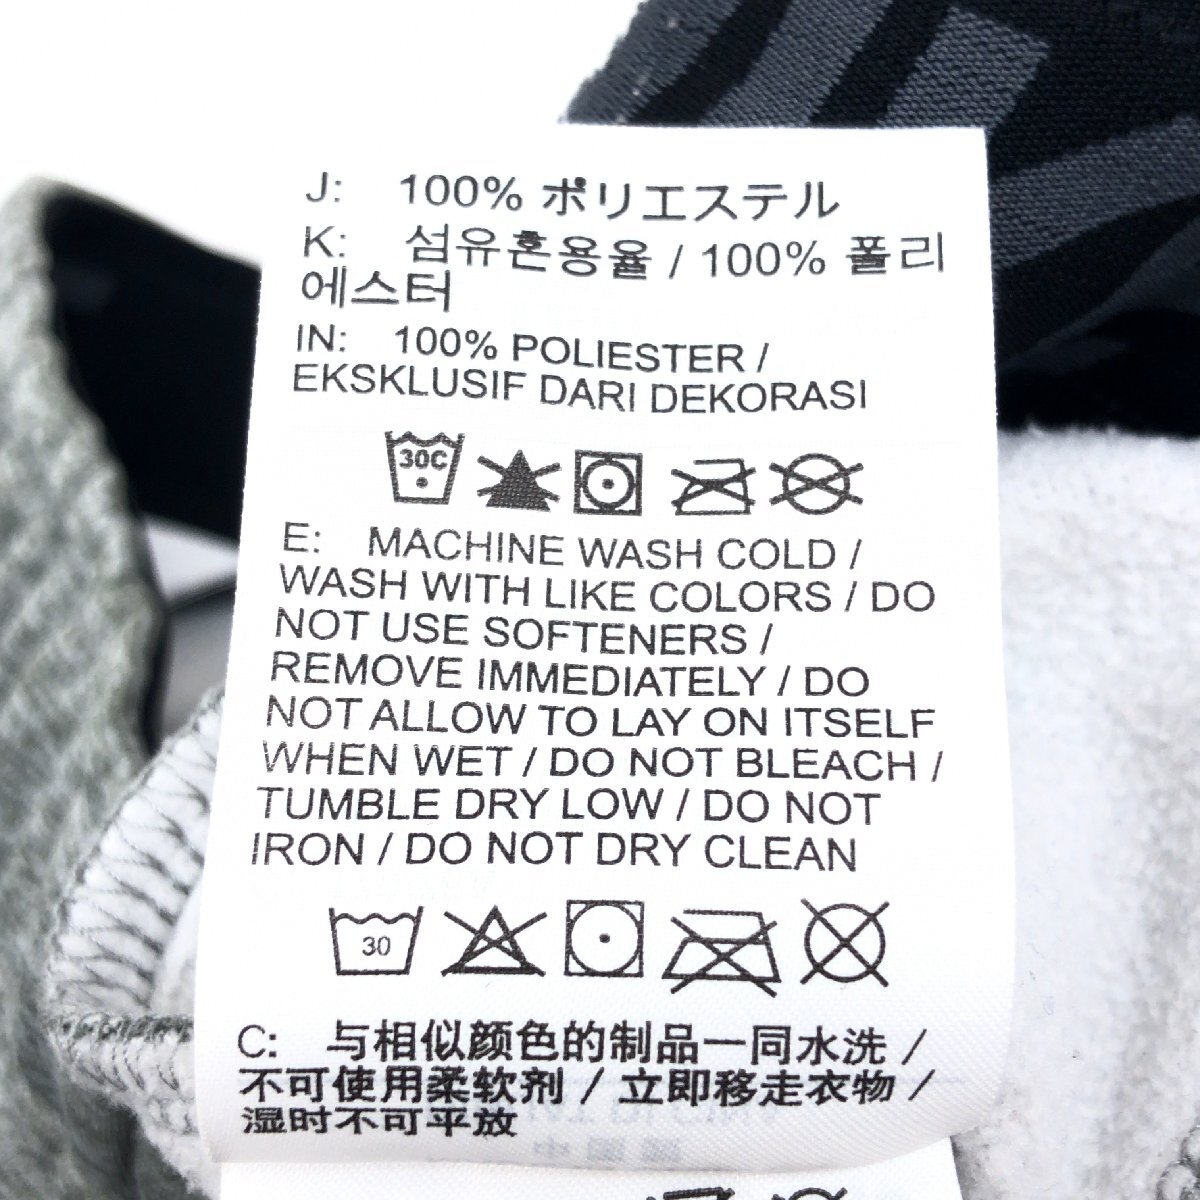 J: 100% ポリエステル
K: 섬유혼용율 / 100% 폴리
에스터
IN: 100% POLIESTER /
EKSKLUSIF DARI DEKORASI
30C
E: MACHINE WASH COLD /
WASH WITH LIKE COLORS / DO
NOT USE SOFTENERS /
REMOVE IMMEDIATELY / DO
NOT ALLOW TO LAY ON ITSELF
WHEN WET / DO NOT BLEACH /
TUMBLE DRY LOW / DO NOT
IRON / DO NOT DRY CLEAN
30
C: 与相似颜色的制品一同水洗 /
不可使用柔软剂 / 立即移走衣物 /
湿时不可平放